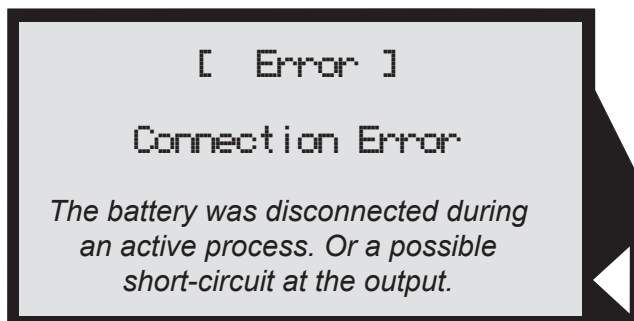 [ Error ]
Connection Error
The battery was disconnected during
an active process. Or a possible
short-circuit at the output.